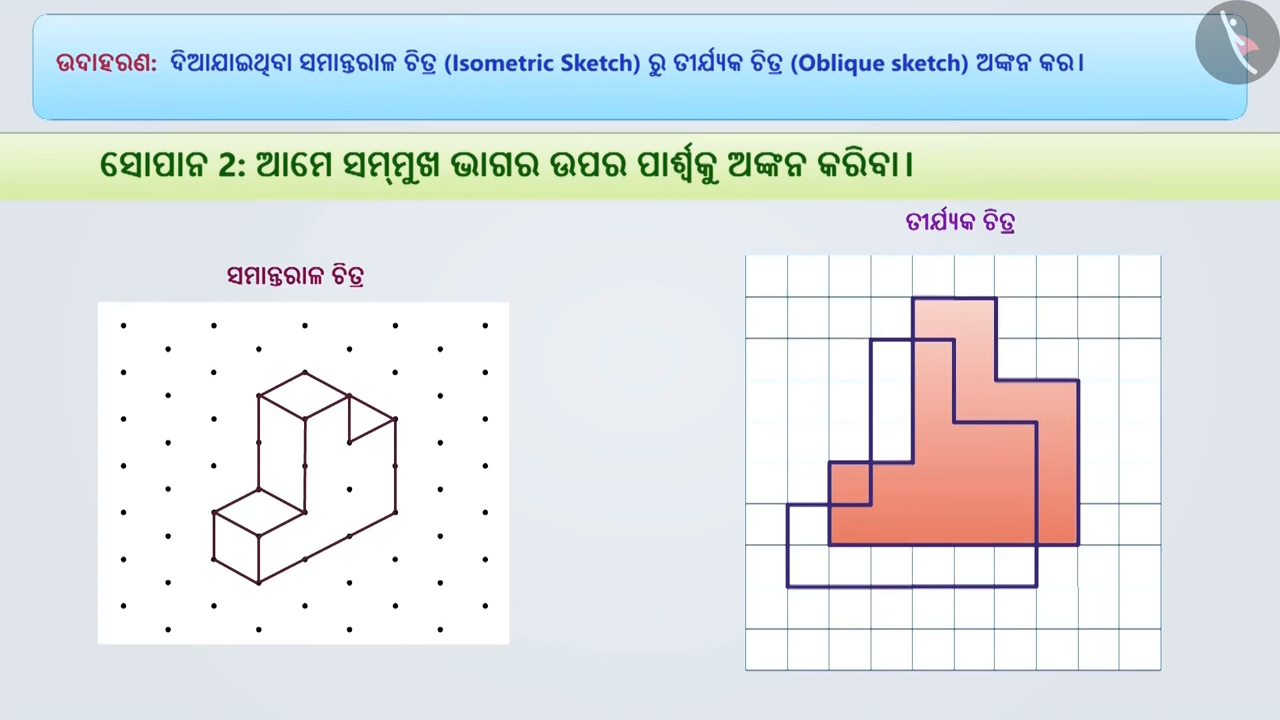 ଉଦାହରଣ: ଦିଆଯାଇଥିବା ସମାନ୍ତରାଳ ଚିତ୍ର (Isometric Sketch) ରୁ ତୀର୍ଯ୍ୟକ ଚିତ୍ର (Oblique sketch) ଅଙ୍କନ କର।
ସୋପାନ 2: ଆମେ ସମ୍ମୁଖ ଭାଗର ଉପର ପାର୍ଶ୍ୱକୁ ଅଙ୍କନ କରିବା।
ତୀର୍ଯ୍ୟକ ଚିତ୍ର
ସମାନ୍ତରାଳ ଚିତ୍ର